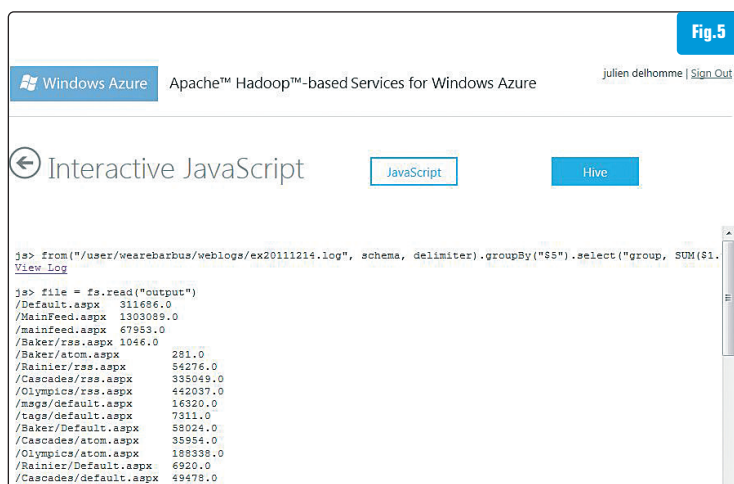 Fig.5
Windows Azure Apache™ Hadoop™-based Services for Windows Azure julien delhomme | Sign Out
Interactive JavaScript JavaScript Hive
js> from("/user/wearebarbus/weblogs/ex20111214.log", schema, delimiter).groupBy("$5").select("group, SUM($1.
View Log
js> file = fs.read("output")
/Default.aspx 311686.0
/MainFeed.aspx 1303089.0
/mainfeed.aspx 67953.0
/Baker/rss.aspx 1046.0
/Baker/atom.aspx 281.0
/Rainier/rss.aspx 54276.0
/Cascades/rss.aspx 335049.0
/Olympics/rss.aspx 442037.0
/msgs/default.aspx 16320.0
/tags/default.aspx 7311.0
/Baker/Default.aspx 58024.0
/Cascades/atom.aspx 35954.0
/Olympics/atom.aspx 188338.0
/Rainier/Default.aspx 6920.0
/Cascades/default.aspx 49478.0